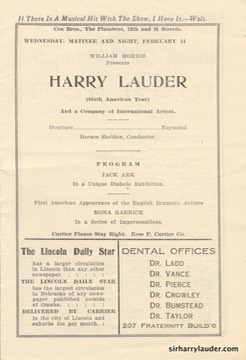 If There Is A Musical Hit With The Show, I Have It.—Walt.
Coe Bros., The Plunders, 12th and M Streets.
WEDNESDAY, MATINEE AND NIGHT, FEBRUARY 11
WILLIAM MORRIS
Presents
HARRY LAUDER
(Sixth American Tour)
And a Company of International Artists.
Overture Raymond
Horace Sheldon, Conductor.
PROGRAM
JACK ARK
In a Unique Diabolo Exhibition.
First American Appearance of the English Dramatic Actress
MONA GARRICK
In a Series of Impersonations.
Curtice Pianos Stay Right. Ross P. Curtice Co.
The Lincoln Daily Star
has a larger circulation
in Lincoln than any other
newspaper.
THE LINCOLN DAILY STAR
has the largest circulation
in Nebraska of any news-
paper published outside
of Omaha.
DELIVERED BY CARRIER
in the city of Lincoln and
suburbs 50c per month.
DENTAL OFFICES
DR. LADD
DR. VANCE
DR. PIERCE
DR. CROWLEY
DR. BUMSTEAD
DR. TAYLOR
207 FRATERNITY BUILD'G
sirharrylauder.com